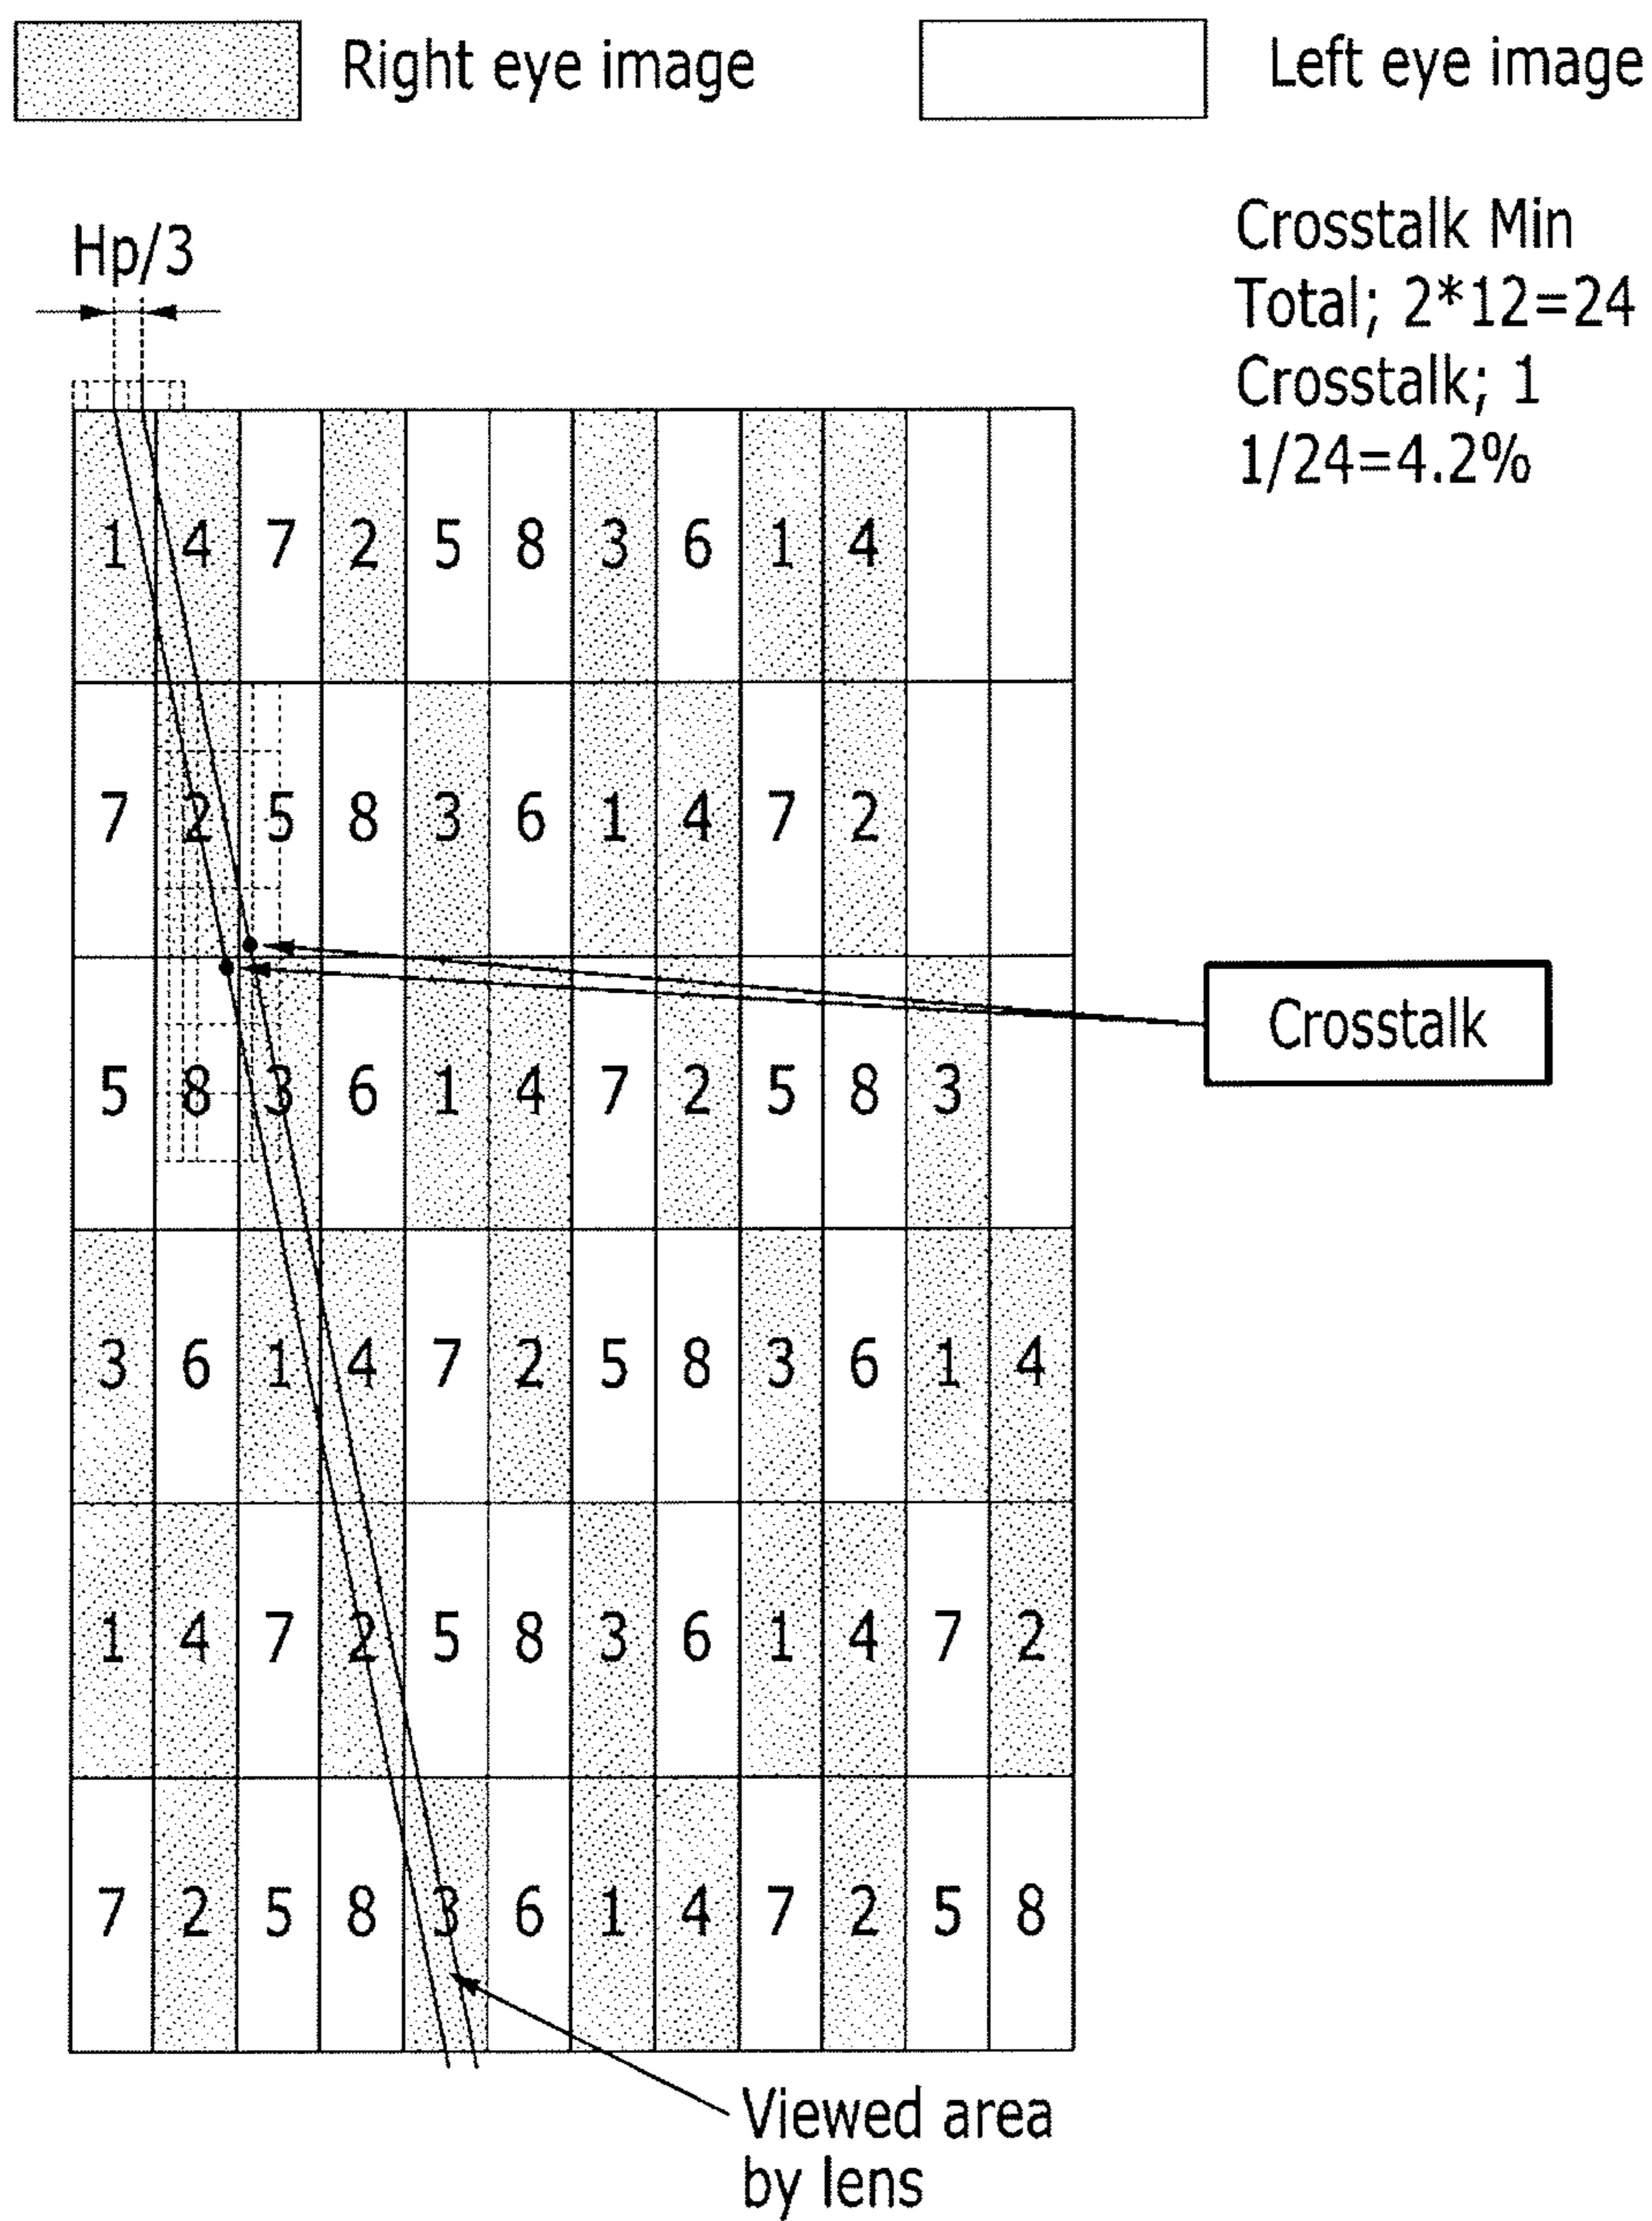 Right eye image
Left eye image
Crosstalk Min
Total; 2*12=24
Crosstalk; 1
1/24=4.2%
Hp/3
1 4 7 2 5 8 3 6 1 4
7 2 5 8 3 6 1 4 7 2
5 8 3 6 1 4 7 2 5 8 3
Crosstalk
3 6 1 4 7 2 5 8 3 6 1 4
1 4 7 2 5 8 3 6 1 4 7 2
7 2 5 8 3 6 1 4 7 2 5 8
Viewed area
by lens